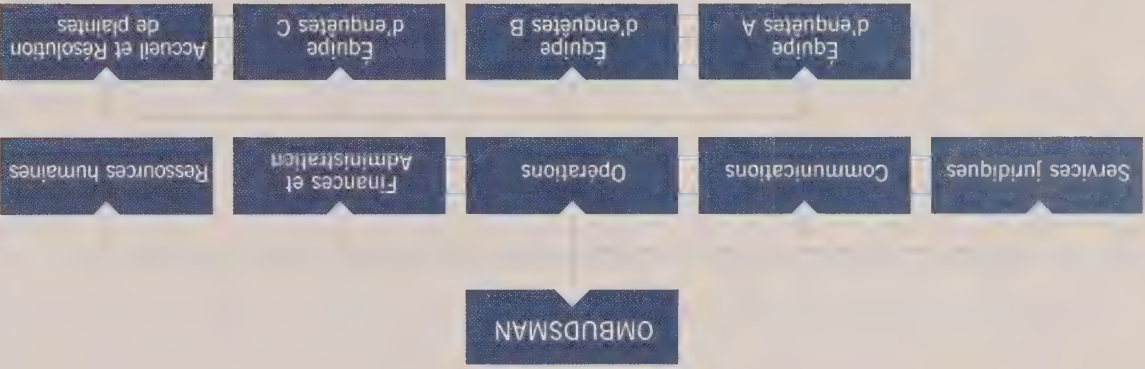 OMBUDSMAN
Services juridiques
Communications
Opérations
Finances et
Administration
Ressources humaines
Équipe
d'enquêtes A
Équipe
d'enquêtes B
Équipe
d'enquêtes C
Accueil et Résolution
de plaintes